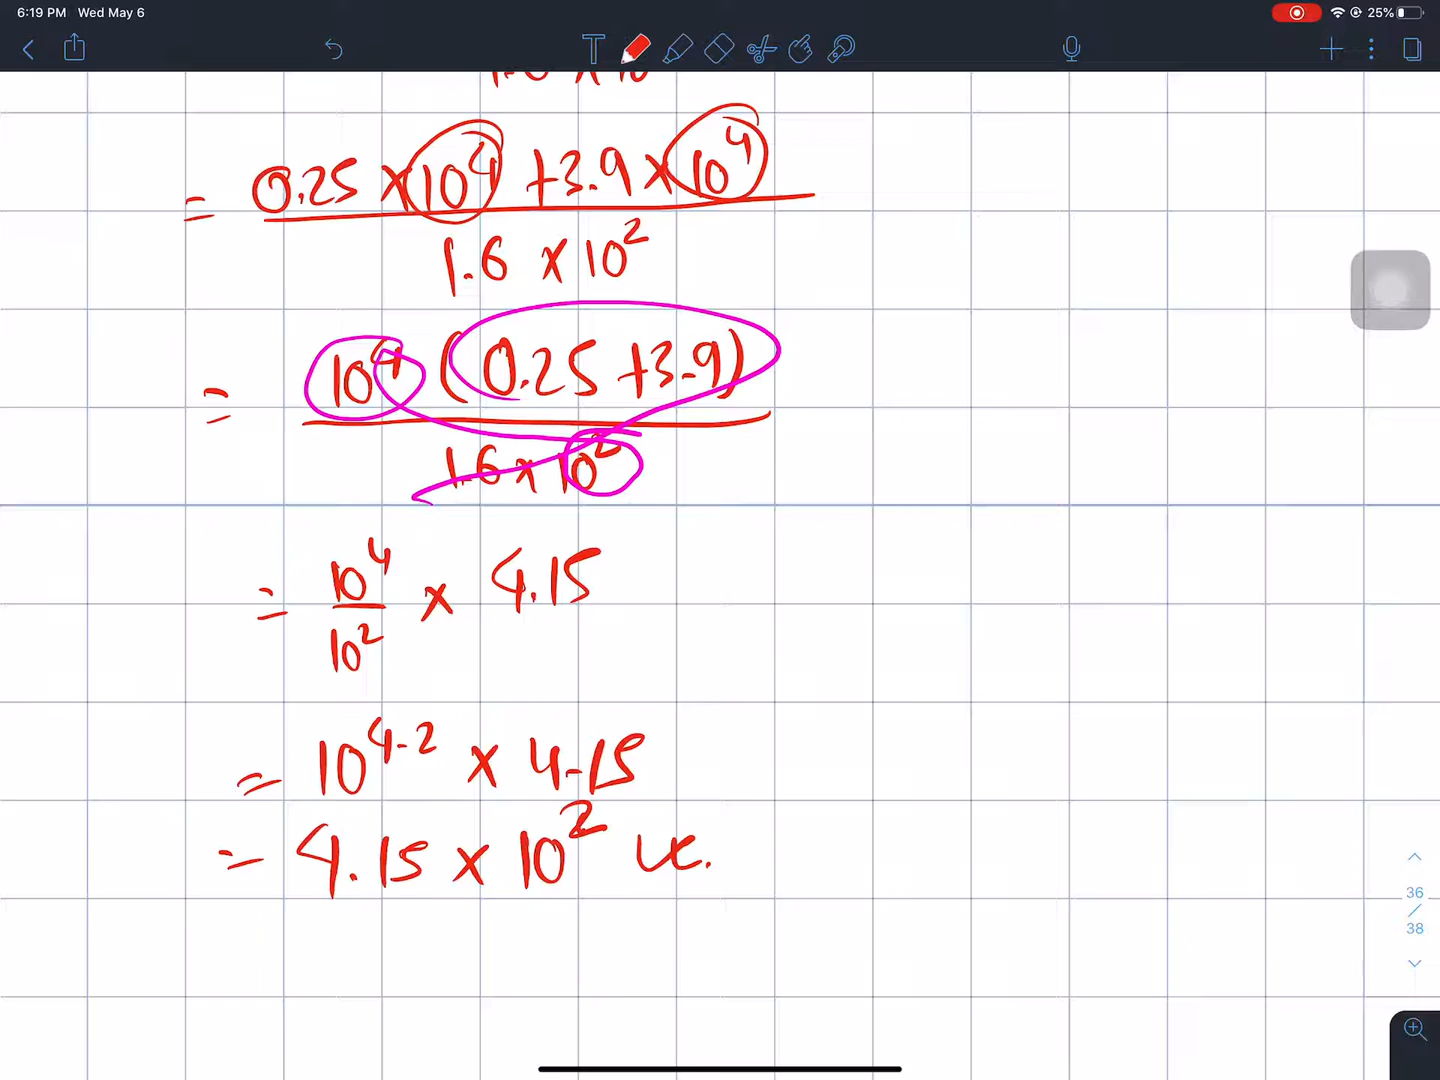 6:19 PM Wed May 6
25%
T
= 0.25 × 10⁴ + 3.9 × 10⁴
1.6 × 10²
= 10⁴ (0.25 + 3.9)
1.6 × 10²
= 10⁴ / 10² × 4.15
= 10⁴⁻² × 4.15
= 4.15 × 10²
36
/
38